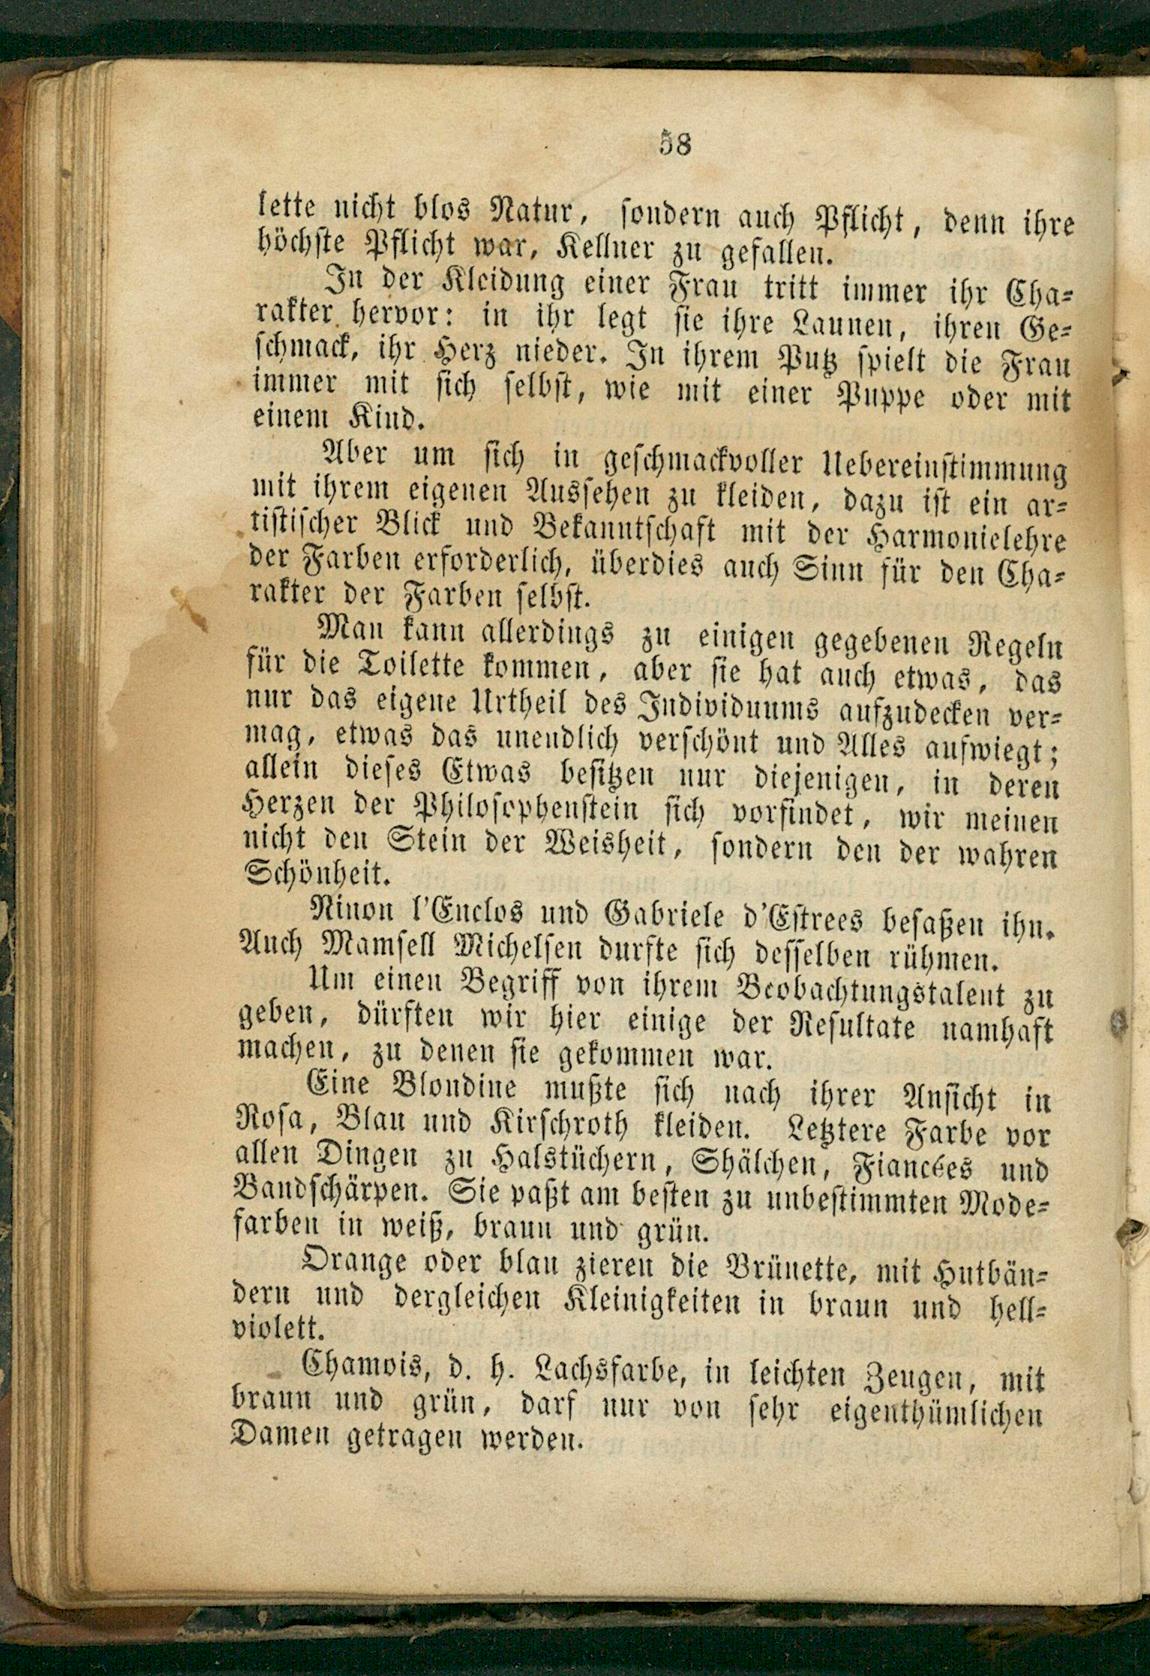 58
lette nicht blos Natur, sondern auch Pflicht, denn ihre
höchste Pflicht war, Kellner zu gefallen.
In der Kleidung einer Frau tritt immer ihr Cha-
rakter hervor: in ihr legt sie ihre Launen, ihren Ge-
schmack, ihr Herz nieder. In ihrem Putz spielt die Frau
immer mit sich selbst, wie mit einer Puppe oder mit
einem Kind.
Aber um sich in geschmackvoller Uebereinstimmung
mit ihrem eigenen Aussehen zu kleiden, dazu ist ein ar-
tistischer Blick und Bekanntschaft mit der Harmonielehre
der Farben erforderlich, überdies auch Sinn für den Cha-
rakter der Farben selbst.
Man kann allerdings zu einigen gegebenen Regeln
für die Toilette kommen, aber sie hat auch etwas, das
nur das eigene Urtheil des Individuums aufzudecken ver-
mag, etwas das unendlich verschönt und Alles aufwiegt;
allein dieses Etwas besitzen nur diejenigen, in deren
Herzen der Philosophenstein sich vorfindet, wir meinen
nicht den Stein der Weisheit, sondern den der wahren
Schönheit.
Ninon l'Enclos und Gabriele d'Estrees besaßen ihn.
Auch Mamsell Michelsen durfte sich desselben rühmen.
Um einen Begriff von ihrem Beobachtungstalent zu
geben, dürften wir hier einige der Resultate namhaft
machen, zu denen sie gekommen war.
Eine Blondine mußte sich nach ihrer Ansicht in
Rosa, Blau und Kirschroth kleiden. Letztere Farbe vor
allen Dingen zu Halstüchern, Shälchen, Fiancées und
Bandschärpen. Sie paßt am besten zu unbestimmten Mode-
farben in weiß, braun und grün.
Orange oder blau zieren die Brünette, mit Hutbän-
dern und dergleichen Kleinigkeiten in braun und hell-
violett.
Chamois, d. h. Lachsfarbe, in leichten Zeugen, mit
braun und grün, darf nur von sehr eigenthümlichen
Damen getragen werden.